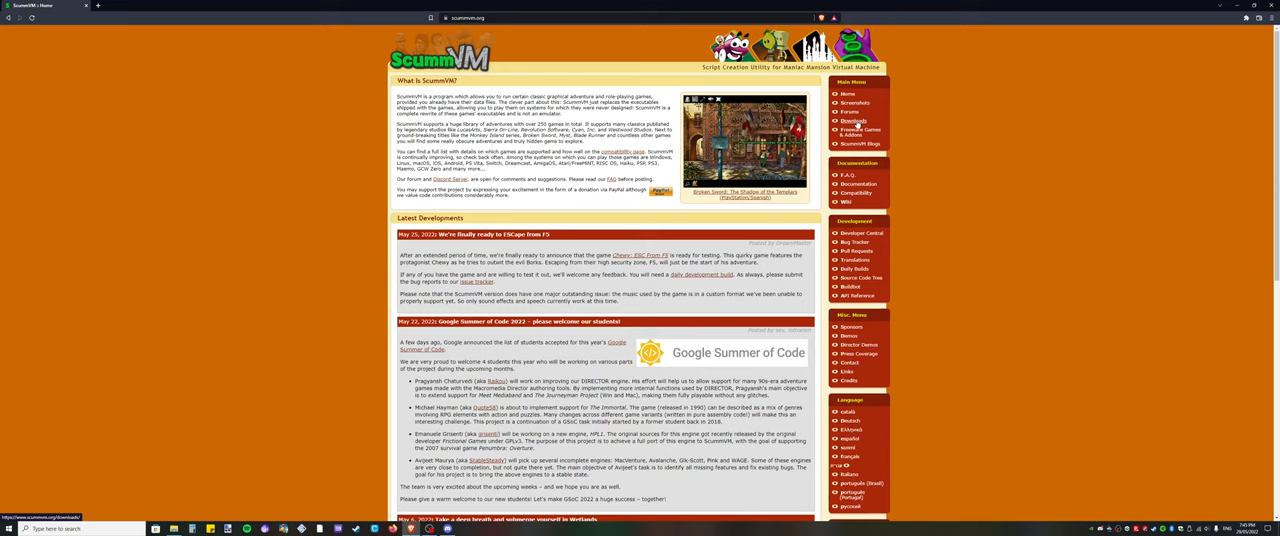 ScummVM :: Home
scummvm.org
ScummVM
Script Creation Utility for Maniac Mansion Virtual Machine
What Is ScummVM?
ScummVM is a program which allows you to run certain classic graphical adventure and role-playing games,
provided you already have their data files. The clever part about this: ScummVM just replaces the executables
shipped with the games, allowing you to play them on systems for which they were never designed! ScummVM is a
complete rewrite of these games' executables and is not an emulator.
ScummVM supports a huge library of adventures with over 250 games in total. It supports many classics published
by legendary studios like LucasArts, Sierra On-Line, Revolution Software, Cyan, Inc. and Westwood Studios. Next to
ground-breaking titles like the Monkey Island series, Broken Sword, Myst, Blade Runner and countless other games
you will find some really obscure adventures and truly hidden gems to explore.
You can find a full list with details on which games are supported and how well on the compatibility page. ScummVM
is continually improving, so check back often. Among the systems on which you can play those games are Windows,
Linux, macOS, iOS, Android, PS Vita, Switch, Dreamcast, AmigaOS, Atari/FreeMiNT, RISC OS, Haiku, PSP, PS3,
Maemo, GCW Zero and many more...
Our forum and Discord Server, are open for comments and suggestions. Please read our FAQ before posting.
You may support the project by expressing your excitement in the form of a donation via PayPal although
we value code contributions considerably more.
PayPal
Broken Sword: The Shadow of the Templars
(PlayStation/Spanish)
Latest Developments
May 25, 2022: We're finally ready to ESCape from F5
Posted by DreamMaster
After an extended period of time, we're finally ready to announce that the game Chewy: ESC From F5 is ready for testing. This quirky game features the
protagonist Chewy as he tries to outwit the evil Borks. Escaping from their high security zone, F5, will just be the start of his adventure.
If any of you have the game and are willing to test it out, we'll welcome any feedback. You will need a daily development build. As always, please submit
the bug reports to our issue tracker.
Please note that the ScummVM version does have one major outstanding issue: the music used by the game is in a custom format we've been unable to
properly support yet. So only sound effects and speech currently work at this time.
May 22, 2022: Google Summer of Code 2022 – please welcome our students!
Posted by sev, lotharsm
A few days ago, Google announced the list of students accepted for this year's Google
Summer of Code.
We are very proud to welcome 4 students this year who will be working on various parts
of the project during the upcoming months.
Google Summer of Code
Pragyansh Chaturvedi (aka Raikou) will work on improving our DIRECTOR engine. His effort will help us to allow support for many 90s-era adventure
games made with the Macromedia Director authoring tools. By implementing more internal functions used by DIRECTOR, Pragyansh's main objective
is to extend support for Meet Mediaband and The Journeyman Project (Win and Mac), making them fully playable without any glitches.
Michael Hayman (aka Quote58) is about to implement support for The Immortal. The game (released in 1990) can be described as a mix of genres
involving RPG elements with action and puzzles. Many changes across different game variants (written in pure assembly code!) will make this an
interesting challenge. This project is a continuation of a GSoC task initially started by a former student back in 2018.
Emanuele Grisenti (aka grisenti) will be working on a new engine, HPL1. The original sources for this engine got recently released by the original
developer Frictional Games under GPLv3. The purpose of this project is to achieve a full port of this engine to ScummVM, with the goal of supporting
the 2007 survival game Penumbra: Overture.
Avijeet Maurya (aka StableSteady) will pick up several incomplete engines: MacVenture, Avalanche, Glk-Scott, Pink and WAGE. Some of these engines
are very close to completion, but not quite there yet. The main objective of Avijeet's task is to identify all missing features and fix existing bugs. The
goal for his project is to bring the above engines to a stable state.
The team is very excited about the upcoming weeks – and we hope you are as well.
Please give a warm welcome to our new students! Let's make GSoC 2022 a huge success – together!
May 6, 2022: Take a deep breath and submerge yourself in Wetlands
Main Menu
Home
Screenshots
Forums
Downloads
Freeware Games
& Addons
ScummVM Blogs
Documentation
F.A.Q.
Documentation
Compatibility
Wiki
Development
Developer Central
Bug Tracker
Pull Requests
Translations
Daily Builds
Source Code Tree
Buildbot
API Reference
Misc. Menu
Sponsors
Demos
Director Demos
Press Coverage
Contact
Links
Credits
Language
català
Deutsch
Ελληνικά
español
suomi
français
עברית
italiano
português (Brasil)
português
(Portugal)
русский
https://www.scummvm.org/downloads/
Type here to search
ENG
7:45 PM
29/05/2022